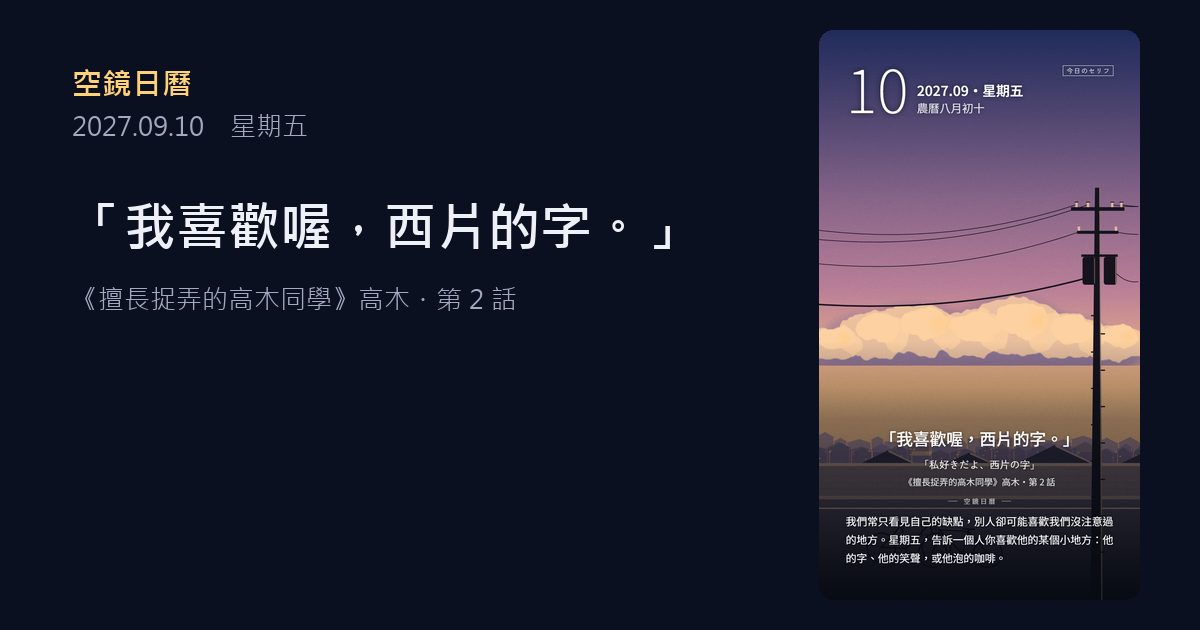 空鏡日曆
2027.09.10 星期五
「我喜歡喔，西片的字。」
《擅長捉弄的高木同學》高木・第 2 話
今日のセリフ
10
2027.09・星期五
農曆八月初十
「我喜歡喔，西片的字。」
「私好きだよ、西片の字」
《擅長捉弄的高木同學》高木・第 2 話
— 空鏡日曆 —
我們常只看見自己的缺點，別人卻可能喜歡我們沒注意過
的地方。星期五，告訴一個人你喜歡他的某個小地方：他
的字、他的笑聲，或他泡的咖啡。